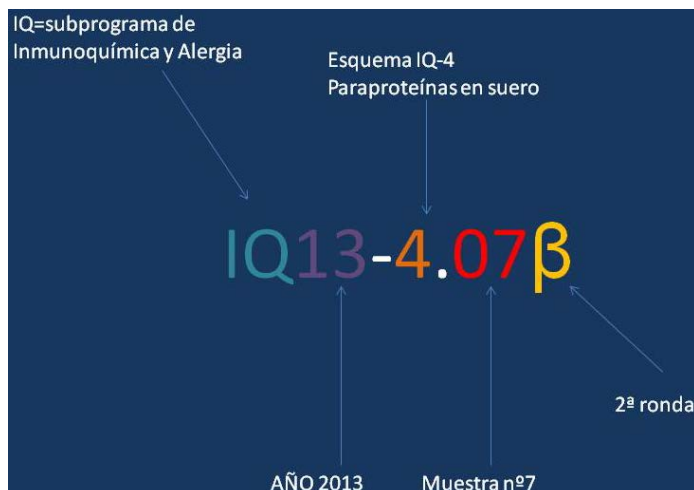 IQ=subprograma de
Inmunoquímica y Alergia
Esquema IQ-4
Paraproteínas en suero
IQ13-4.07β
2ª ronda
AÑO 2013
Muestra nº7